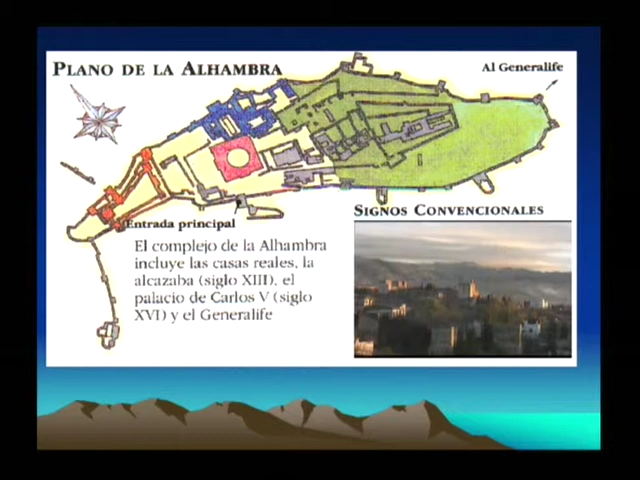 PLANO DE LA ALHAMBRA
Al Generalife
Entrada principal
SIGNOS CONVENCIONALES
El complejo de la Alhambra
incluye las casas reales, la
alcazaba (siglo XIII), el
palacio de Carlos V (siglo
XVI) y el Generalife